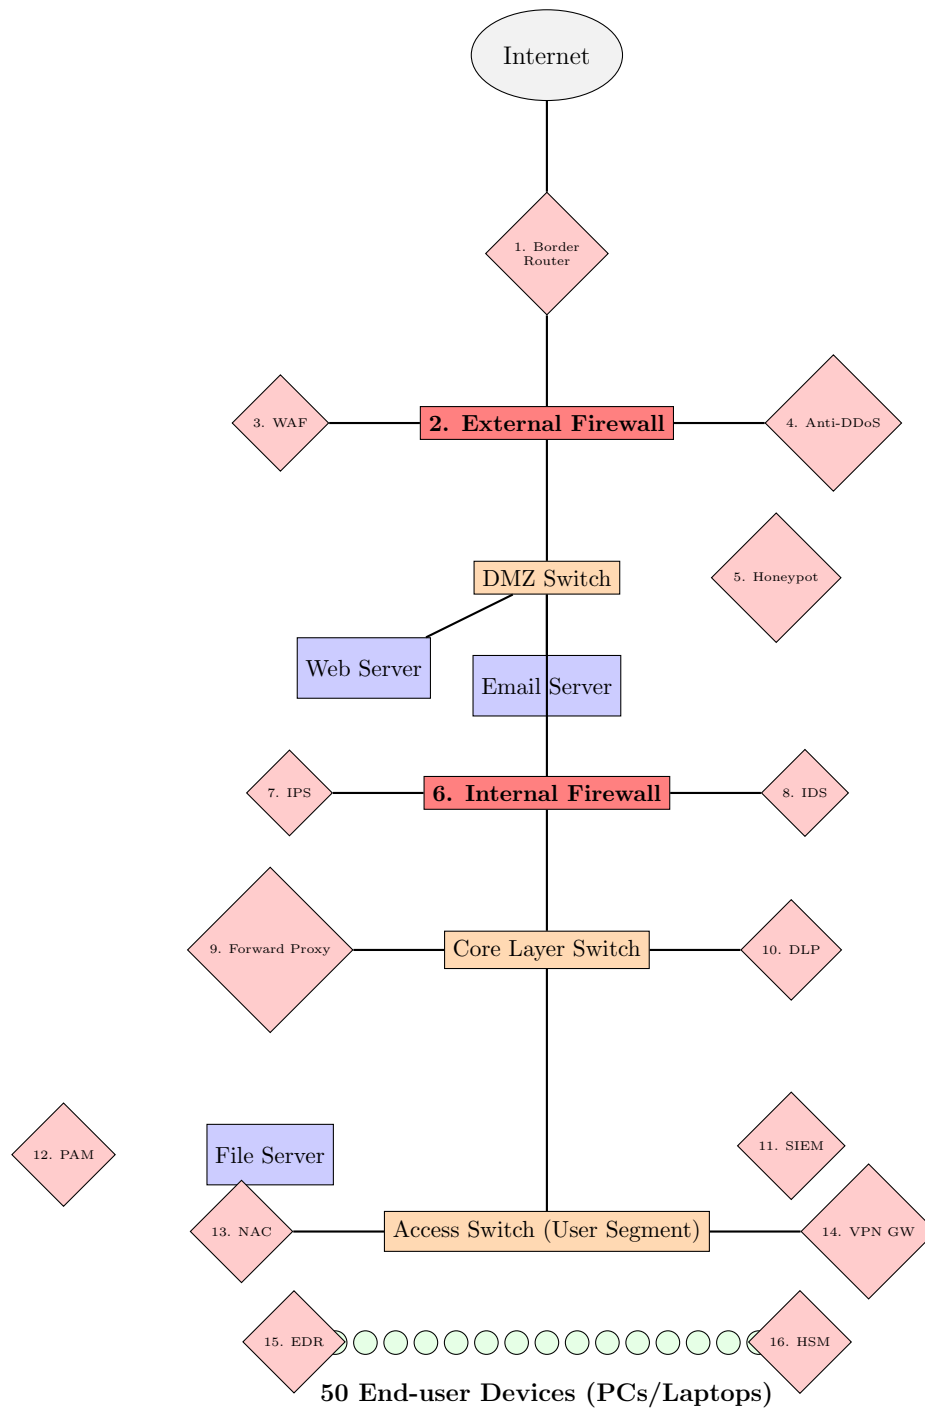 Internet
1. Border
Router
3. WAF
2. External Firewall
4. Anti-DDoS
DMZ Switch
5. Honeypot
Web Server
Email Server
7. IPS
6. Internal Firewall
8. IDS
9. Forward Proxy
Core Layer Switch
10. DLP
12. PAM
File Server
11. SIEM
13. NAC
Access Switch (User Segment)
14. VPN GW
15. EDR
16. HSM
50 End-user Devices (PCs/Laptops)